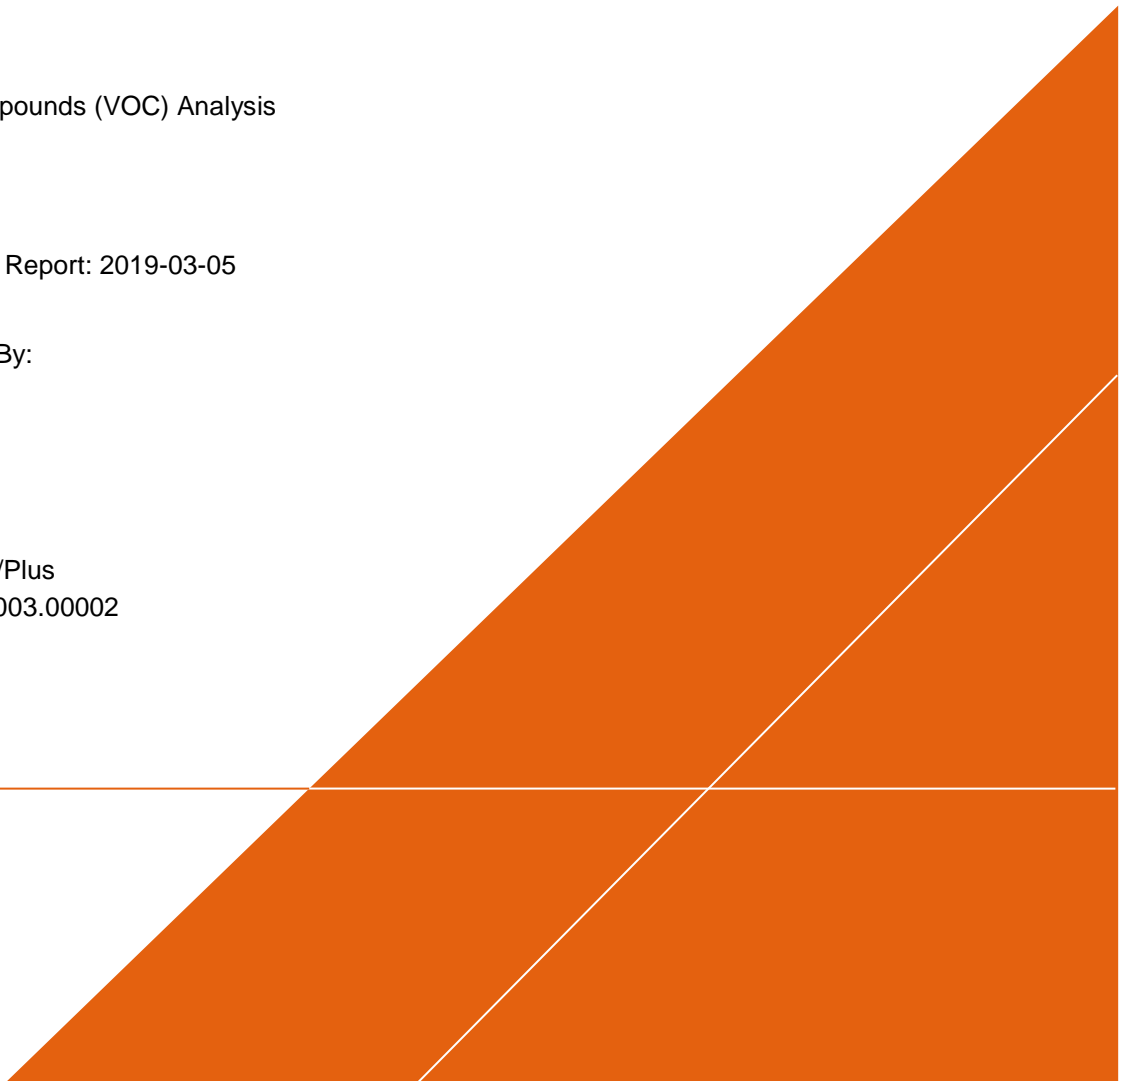 pounds (VOC) Analysis
Report: 2019-03-05
By:
/Plus
003.00002